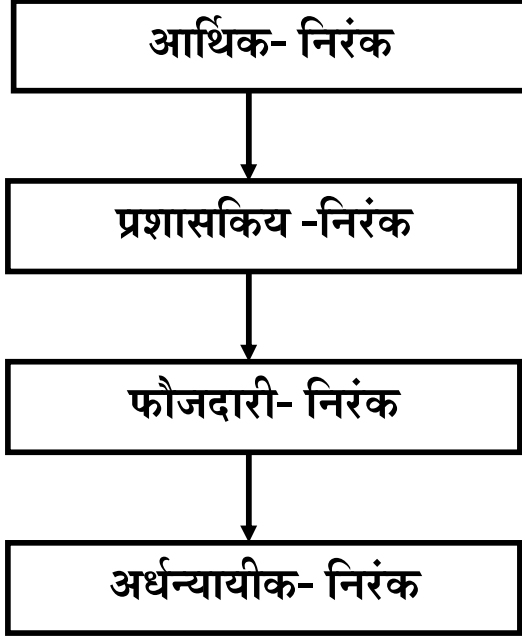 आर्थिक- निरंक
प्रशासकिय -निरंक
फौजदारी- निरंक
अर्धन्यायीक- निरंक